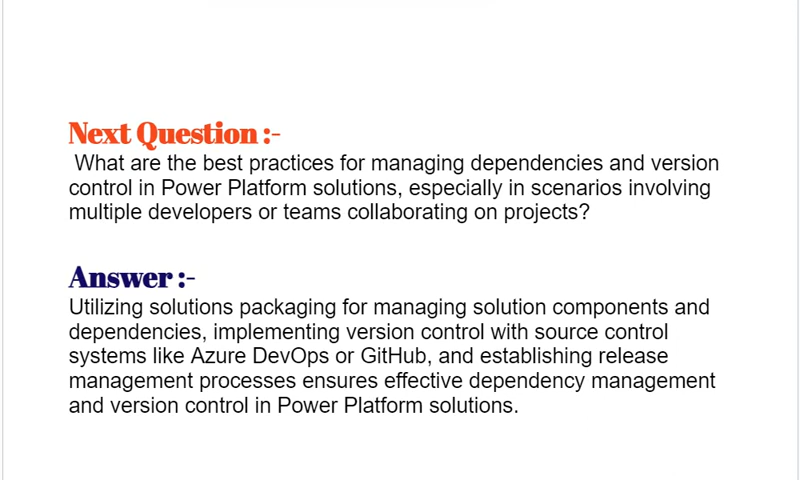 Next Question :-
What are the best practices for managing dependencies and version
control in Power Platform solutions, especially in scenarios involving
multiple developers or teams collaborating on projects?
Answer :-
Utilizing solutions packaging for managing solution components and
dependencies, implementing version control with source control
systems like Azure DevOps or GitHub, and establishing release
management processes ensures effective dependency management
and version control in Power Platform solutions.